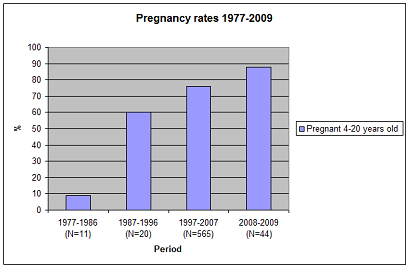 Pregnancy rates 1977-2009
100
90
80
70
60
50
40
30
20
10
0
%
1977-1986
(N=11)
1987-1996
(N=20)
1997-2007
(N=565)
2008-2009
(N=44)
Period
Pregnant 4-20 years old